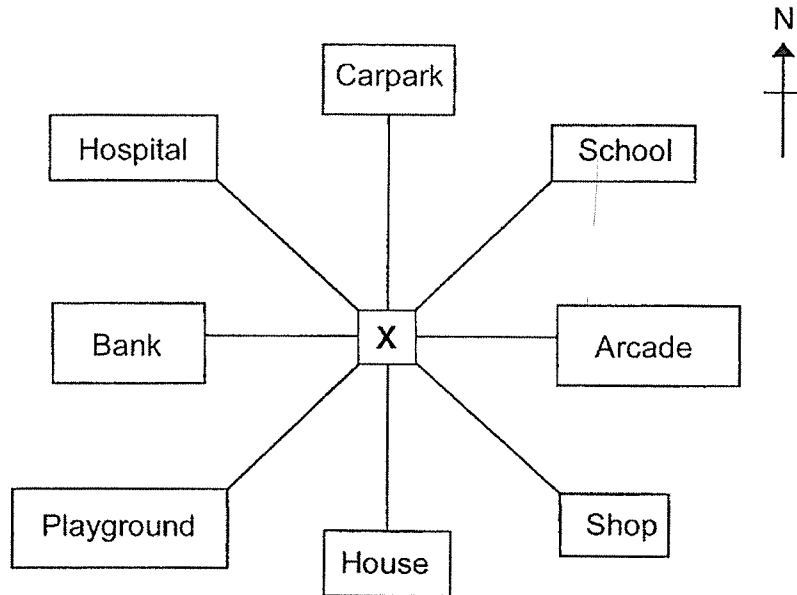 N
Carpark
Hospital
School
Bank
X
Arcade
Playground
Shop
House